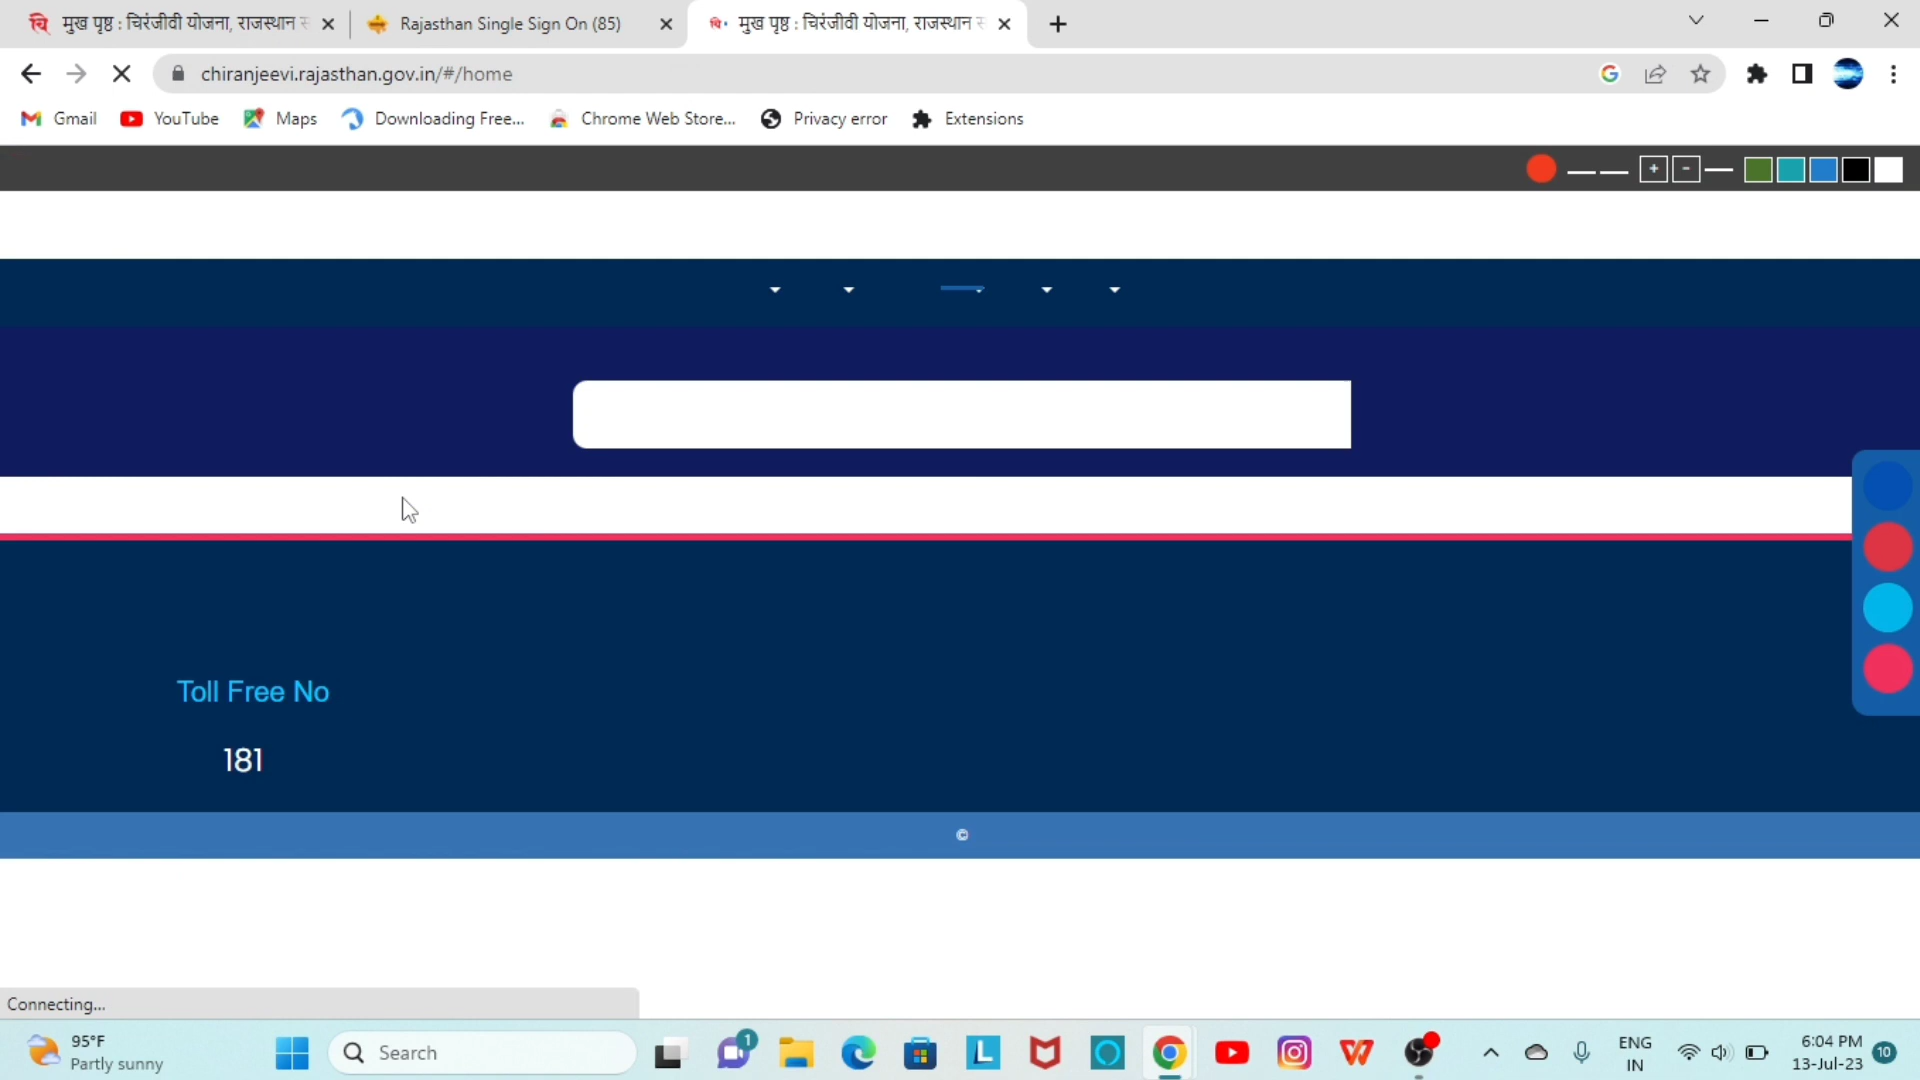 मुख पृष्ठ : चिरंजीवी योजना, राजस्थान
Rajasthan Single Sign On (85)
मुख पृष्ठ : चिरंजीवी योजना, राजस्थान
chiranjeevi.rajasthan.gov.in/#/home
Gmail
YouTube
Maps
Downloading Free...
Chrome Web Store...
Privacy error
Extensions
+
-
Toll Free No
181
©
Connecting...
95°F
Partly sunny
Search
1
ENG
IN
6:04 PM
13-Jul-23
10